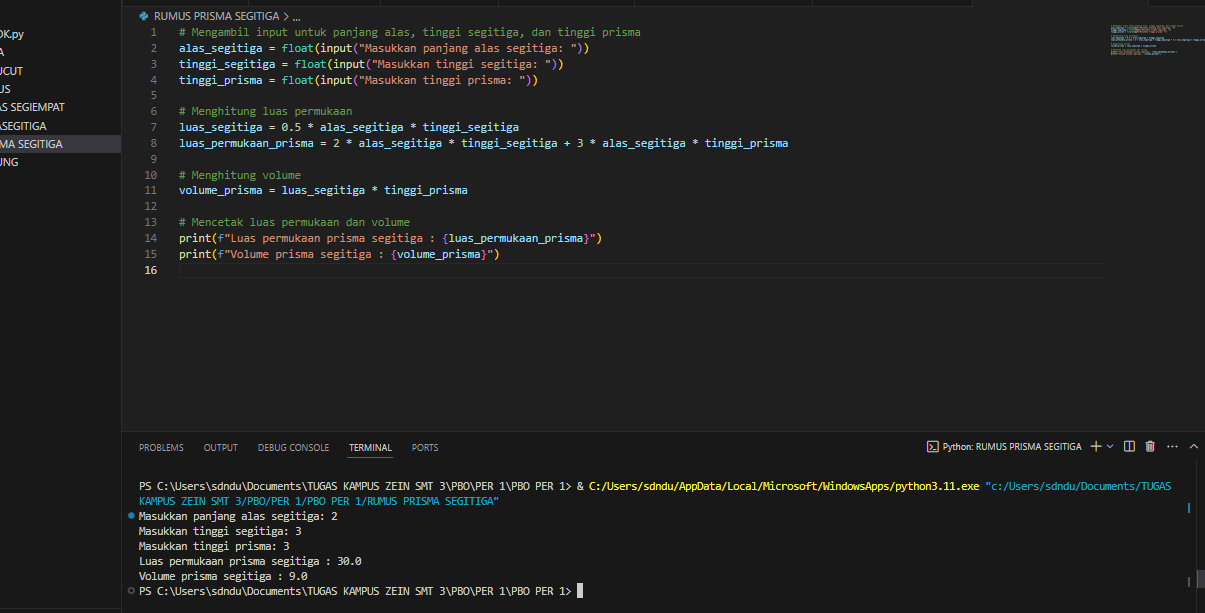 OK.py
A
UCUT
US
AS SEGIEMPAT
ASEGITIGA
MA SEGITIGA
UNG
RUMUS PRISMA SEGITIGA > ...
1 # Mengambil input untuk panjang alas, tinggi segitiga, dan tinggi prisma
2 alas_segitiga = float(input("Masukkan panjang alas segitiga: "))
3 tinggi_segitiga = float(input("Masukkan tinggi segitiga: "))
4 tinggi_prisma = float(input("Masukkan tinggi prisma: "))
5
6 # Menghitung luas permukaan
7 luas_segitiga = 0.5 * alas_segitiga * tinggi_segitiga
8 luas_permukaan_prisma = 2 * alas_segitiga * tinggi_segitiga + 3 * alas_segitiga * tinggi_prisma
9
10 # Menghitung volume
11 volume_prisma = luas_segitiga * tinggi_prisma
12
13 # Mencetak luas permukaan dan volume
14 print(f"Luas permukaan prisma segitiga : {luas_permukaan_prisma}")
15 print(f"Volume prisma segitiga : {volume_prisma}")
16
PROBLEMS OUTPUT DEBUG CONSOLE TERMINAL PORTS Python: RUMUS PRISMA SEGITIGA
PS C:\Users\sdndu\Documents\TUGAS KAMPUS ZEIN SMT 3\PBO\PER 1\PBO PER 1> & C:/Users/sdndu/AppData/Local/Microsoft/WindowsApps/python3.11.exe "c:/Users/sdndu/Documents/TUGAS
KAMPUS ZEIN SMT 3/PBO/PER 1/PBO PER 1/RUMUS PRISMA SEGITIGA"
Masukkan panjang alas segitiga: 2
Masukkan tinggi segitiga: 3
Masukkan tinggi prisma: 3
Luas permukaan prisma segitiga : 30.0
Volume prisma segitiga : 9.0
PS C:\Users\sdndu\Documents\TUGAS KAMPUS ZEIN SMT 3\PBO\PER 1\PBO PER 1>